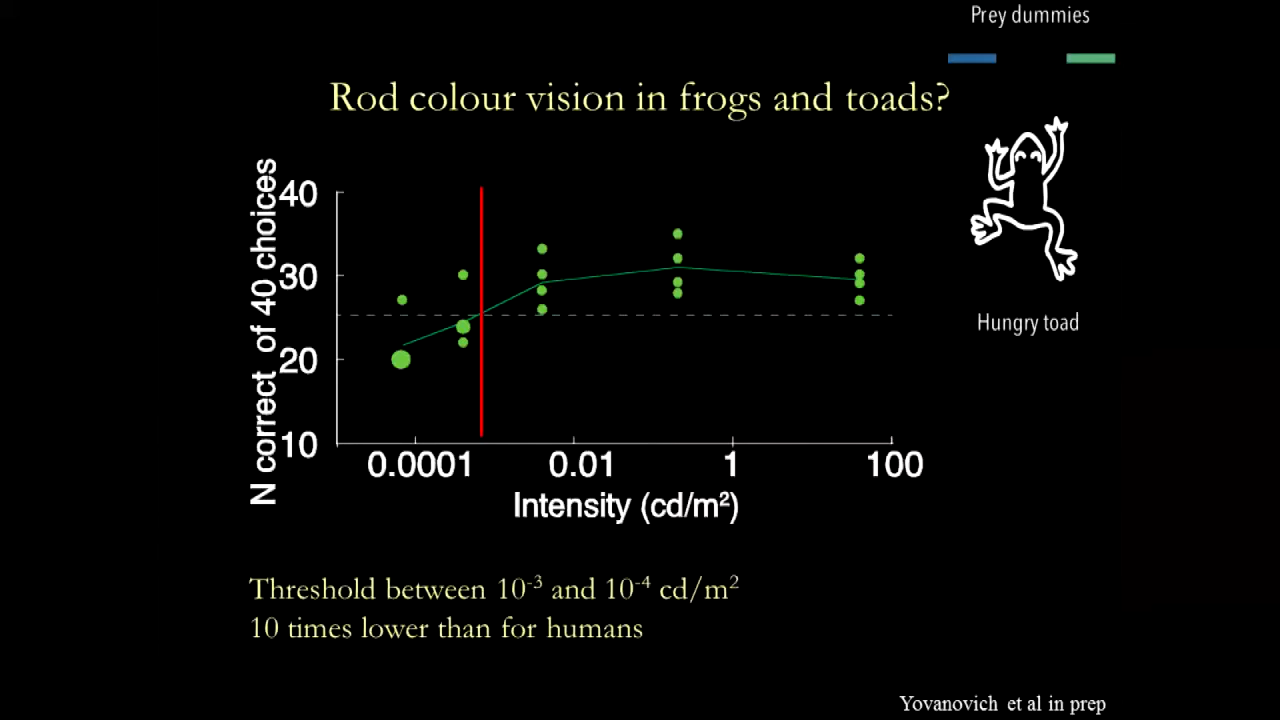 Prey dummies
Rod colour vision in frogs and toads?
N correct of 40 choices
40
30
20
10
0.0001 0.01 1 100
Intensity (cd/m²)
Hungry toad
Threshold between 10⁻³ and 10⁻⁴ cd/m²
10 times lower than for humans
Yovanovich et al in prep